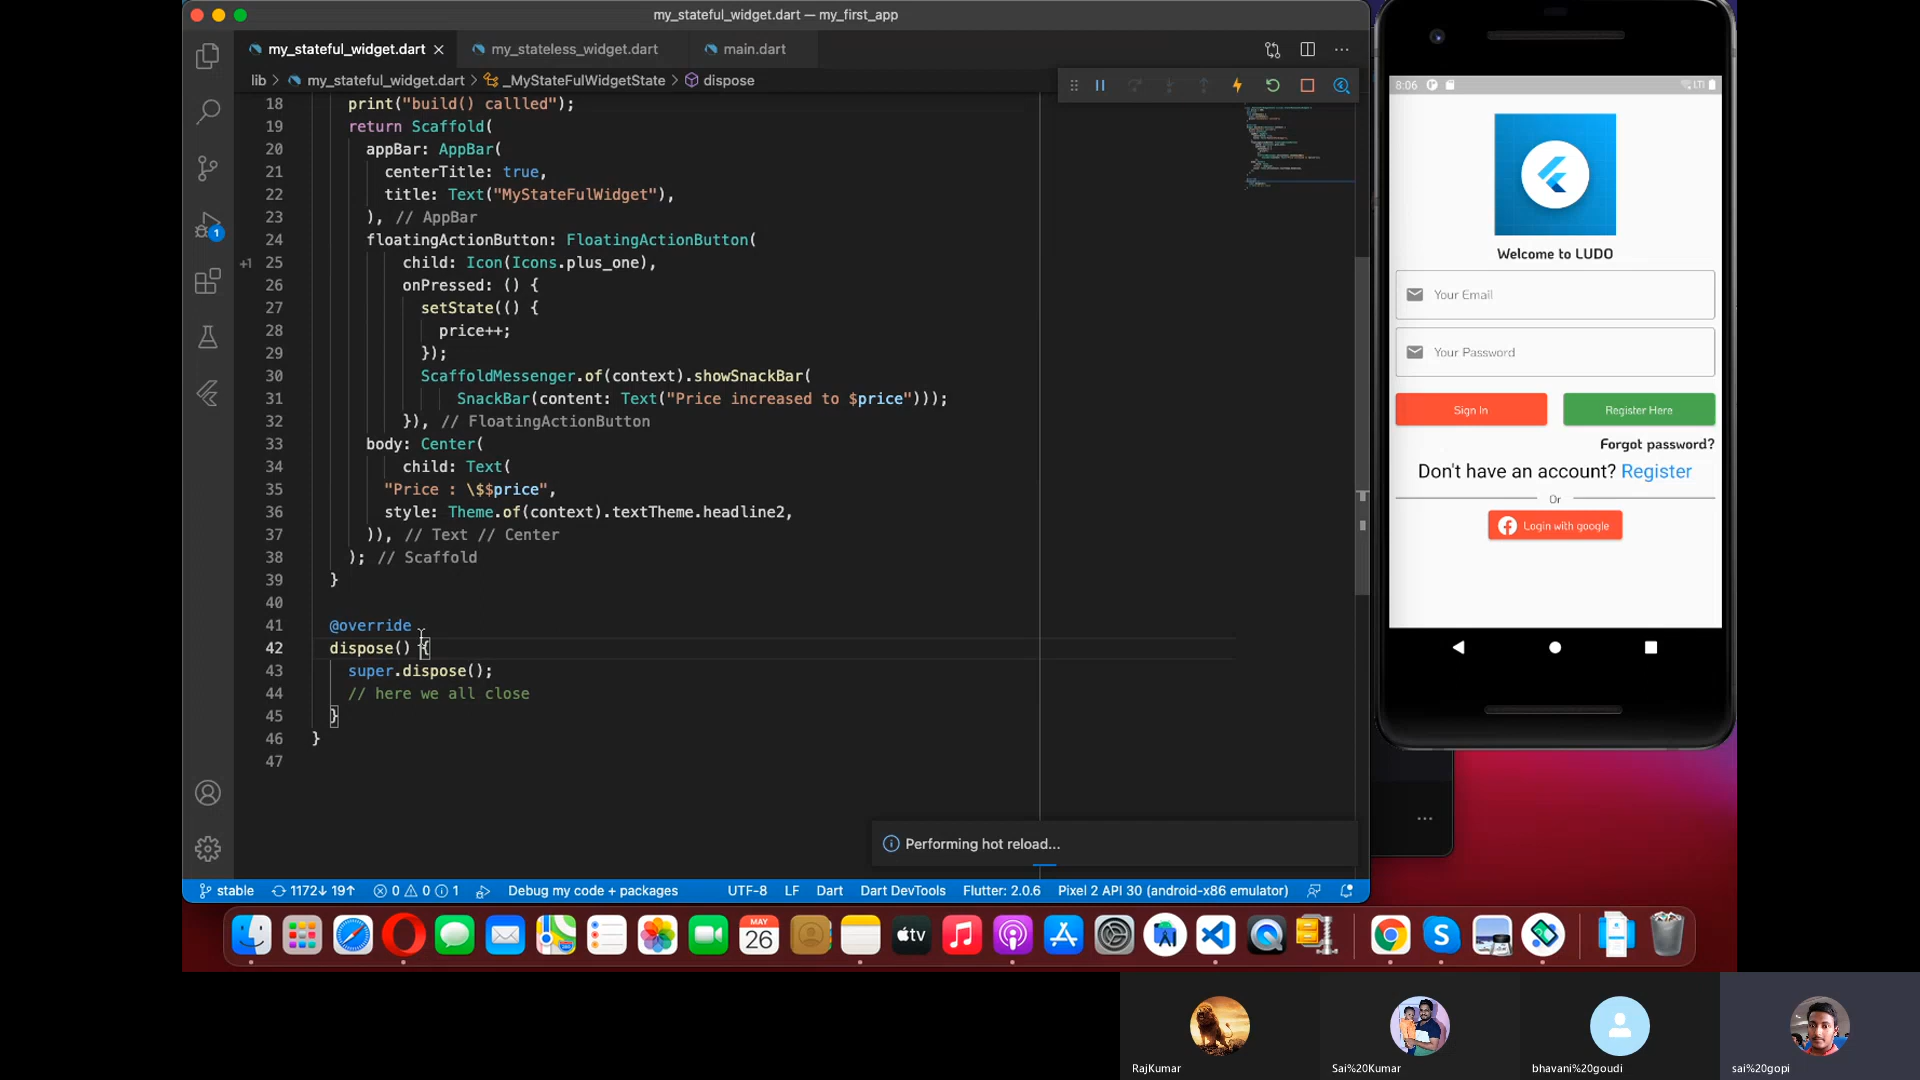 my_stateful_widget.dart — my_first_app
my_stateful_widget.dart
my_stateless_widget.dart
main.dart
lib > my_stateful_widget.dart > _MyStateFulWidgetState > dispose
18 print("build() callled");
19 return Scaffold(
20 appBar: AppBar(
21 centerTitle: true,
22 title: Text("MyStateFulWidget"),
23 ), // AppBar
24 floatingActionButton: FloatingActionButton(
+1 25 child: Icon(Icons.plus_one),
26 onPressed: () {
27 setState(() {
28 price++;
29 });
30 ScaffoldMessenger.of(context).showSnackBar(
31 SnackBar(content: Text("Price increased to $price")));
32 }), // FloatingActionButton
33 body: Center(
34 child: Text(
35 "Price : \$$price",
36 style: Theme.of(context).textTheme.headline2,
37 )), // Text // Center
38 ); // Scaffold
39 }
40
41 @override
42 dispose() {
43 super.dispose();
44 // here we all close
45 }
46 }
47
1
Performing hot reload...
stable 1172↓ 19↑ 0 0 1 Debug my code + packages UTF-8 LF Dart Dart DevTools Flutter: 2.0.6 Pixel 2 API 30 (android-x86 emulator)
8:06
LTE
Welcome to LUDO
Your Email
Your Password
Sign In
Register Here
Forgot password?
Don't have an account? Register
Or
Login with google
MAY
26
tv
RajKumar
Sai%20Kumar
bhavani%20goudi
sai%20gopi